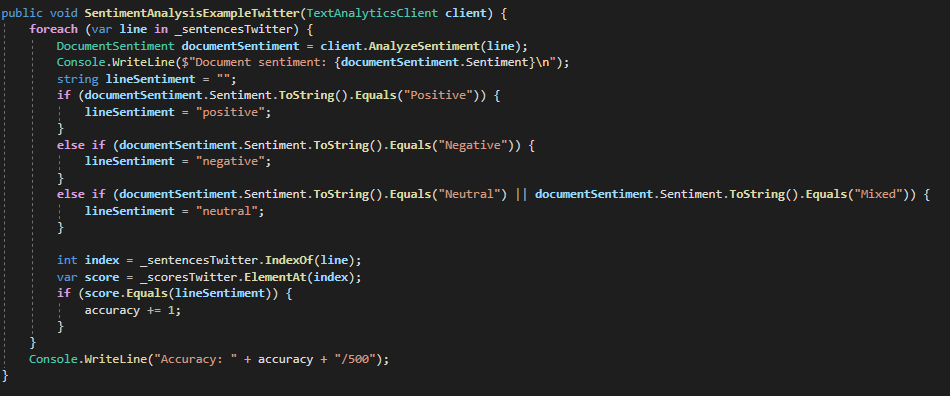 public void SentimentAnalysisExampleTwitter(TextAnalyticsClient client) {
    foreach (var line in _sentencesTwitter) {
        DocumentSentiment documentSentiment = client.AnalyzeSentiment(line);
        Console.WriteLine($"Document sentiment: {documentSentiment.Sentiment}\n");
        string lineSentiment = "";
        if (documentSentiment.Sentiment.ToString().Equals("Positive")) {
            lineSentiment = "positive";
        }
        else if (documentSentiment.Sentiment.ToString().Equals("Negative")) {
            lineSentiment = "negative";
        }
        else if (documentSentiment.Sentiment.ToString().Equals("Neutral") || documentSentiment.Sentiment.ToString().Equals("Mixed")) {
            lineSentiment = "neutral";
        }

        int index = _sentencesTwitter.IndexOf(line);
        var score = _scoresTwitter.ElementAt(index);
        if (score.Equals(lineSentiment)) {
            accuracy += 1;
        }
    }
    Console.WriteLine("Accuracy: " + accuracy + "/500");
}